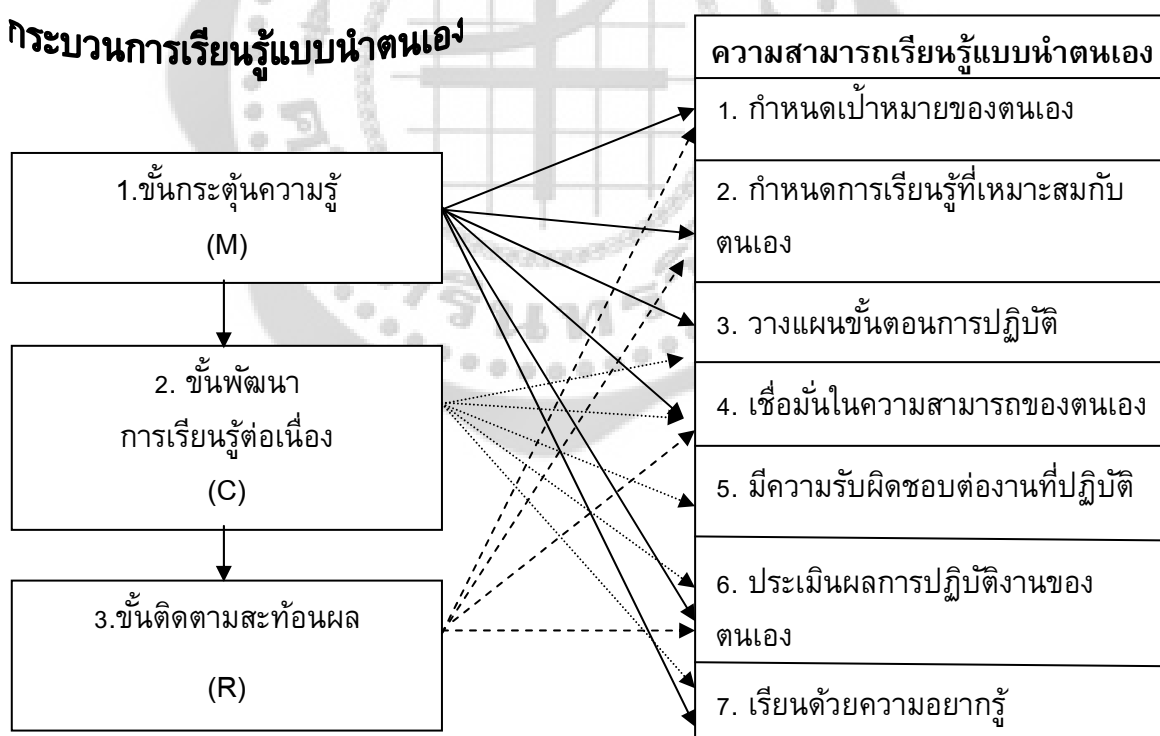 กระบวนการเรียนรู้แบบนำตนเอง
1.ขั้นกระตุ้นความรู้
(M)
2. ขั้นพัฒนา
การเรียนรู้ต่อเนื่อง
(C)
3.ขั้นติดตามสะท้อนผล
(R)
ความสามารถเรียนรู้แบบนำตนเอง
1. กำหนดเป้าหมายของตนเอง
2. กำหนดการเรียนรู้ที่เหมาะสมกับ
ตนเอง
3. วางแผนขั้นตอนการปฏิบัติ
4. เชื่อมั่นในความสามารถของตนเอง
5. มีความรับผิดชอบต่องานที่ปฏิบัติ
6. ประเมินผลการปฏิบัติงานของ
ตนเอง
7. เรียนด้วยความอยากรู้